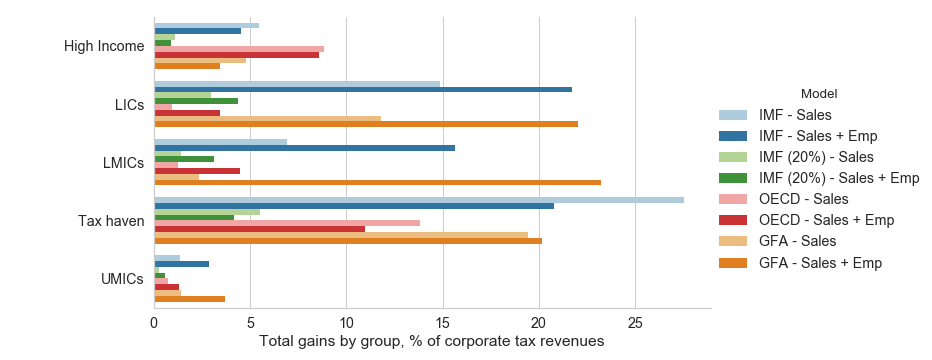 High Income
LICs
LMICs
Tax haven
UMICs
0 5 10 15 20 25
Total gains by group, % of corporate tax revenues
Model
IMF - Sales
IMF - Sales + Emp
IMF (20%) - Sales
IMF (20%) - Sales + Emp
OECD - Sales
OECD - Sales + Emp
GFA - Sales
GFA - Sales + Emp